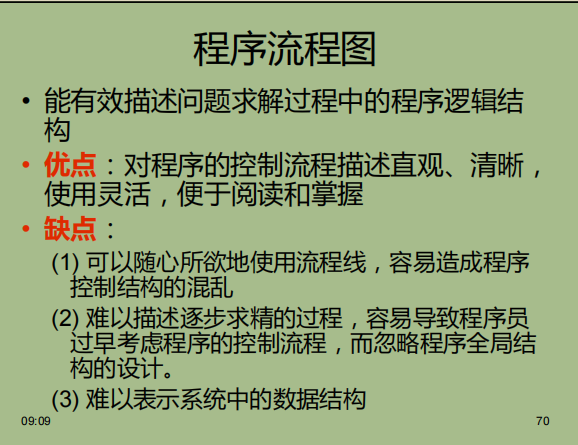 程序流程图
• 能有效描述问题求解过程中的程序逻辑结
构
• 优点：对程序的控制流程描述直观、清晰，
使用灵活，便于阅读和掌握
• 缺点：
(1) 可以随心所欲地使用流程线，容易造成程序
控制结构的混乱
(2) 难以描述逐步求精的过程，容易导致程序员
过早考虑程序的控制流程，而忽略程序全局结
构的设计。
(3) 难以表示系统中的数据结构
09:09
70